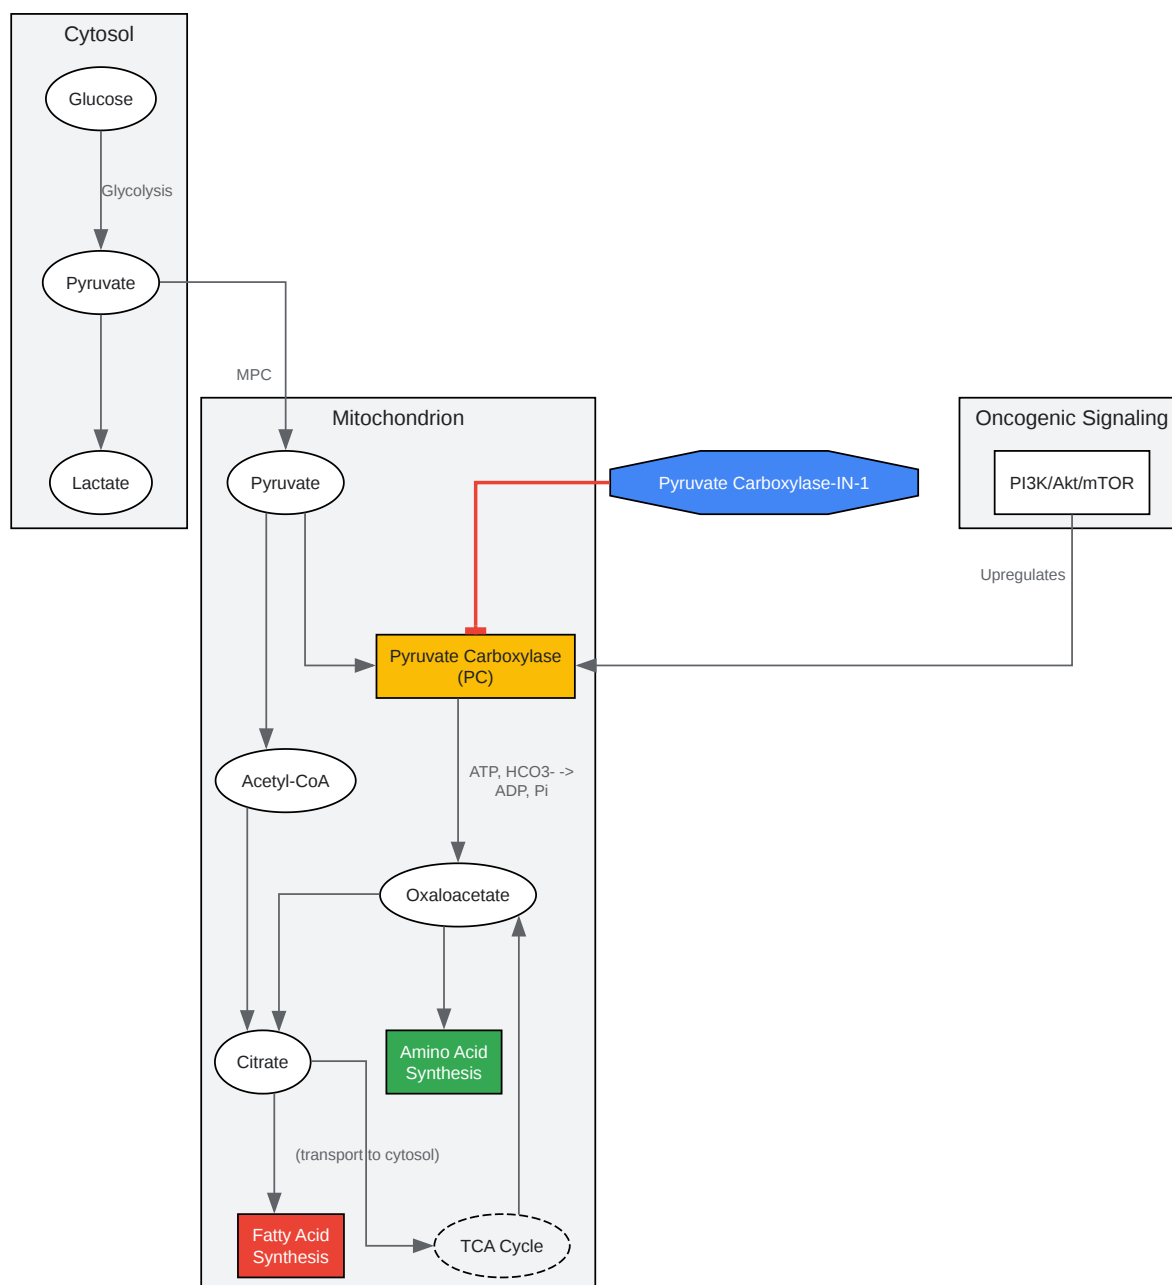 Cytosol
Glucose
Glycolysis
Pyruvate
MPC
Lactate
Mitochondrion
Pyruvate
Pyruvate Carboxylase-IN-1
Oncogenic Signaling
PI3K/Akt/mTOR
Upregulates
Pyruvate Carboxylase
(PC)
Acetyl-CoA
ATP, HCO3- ->
ADP, Pi
Oxaloacetate
Citrate
Amino Acid
Synthesis
(transport to cytosol)
Fatty Acid
Synthesis
TCA Cycle